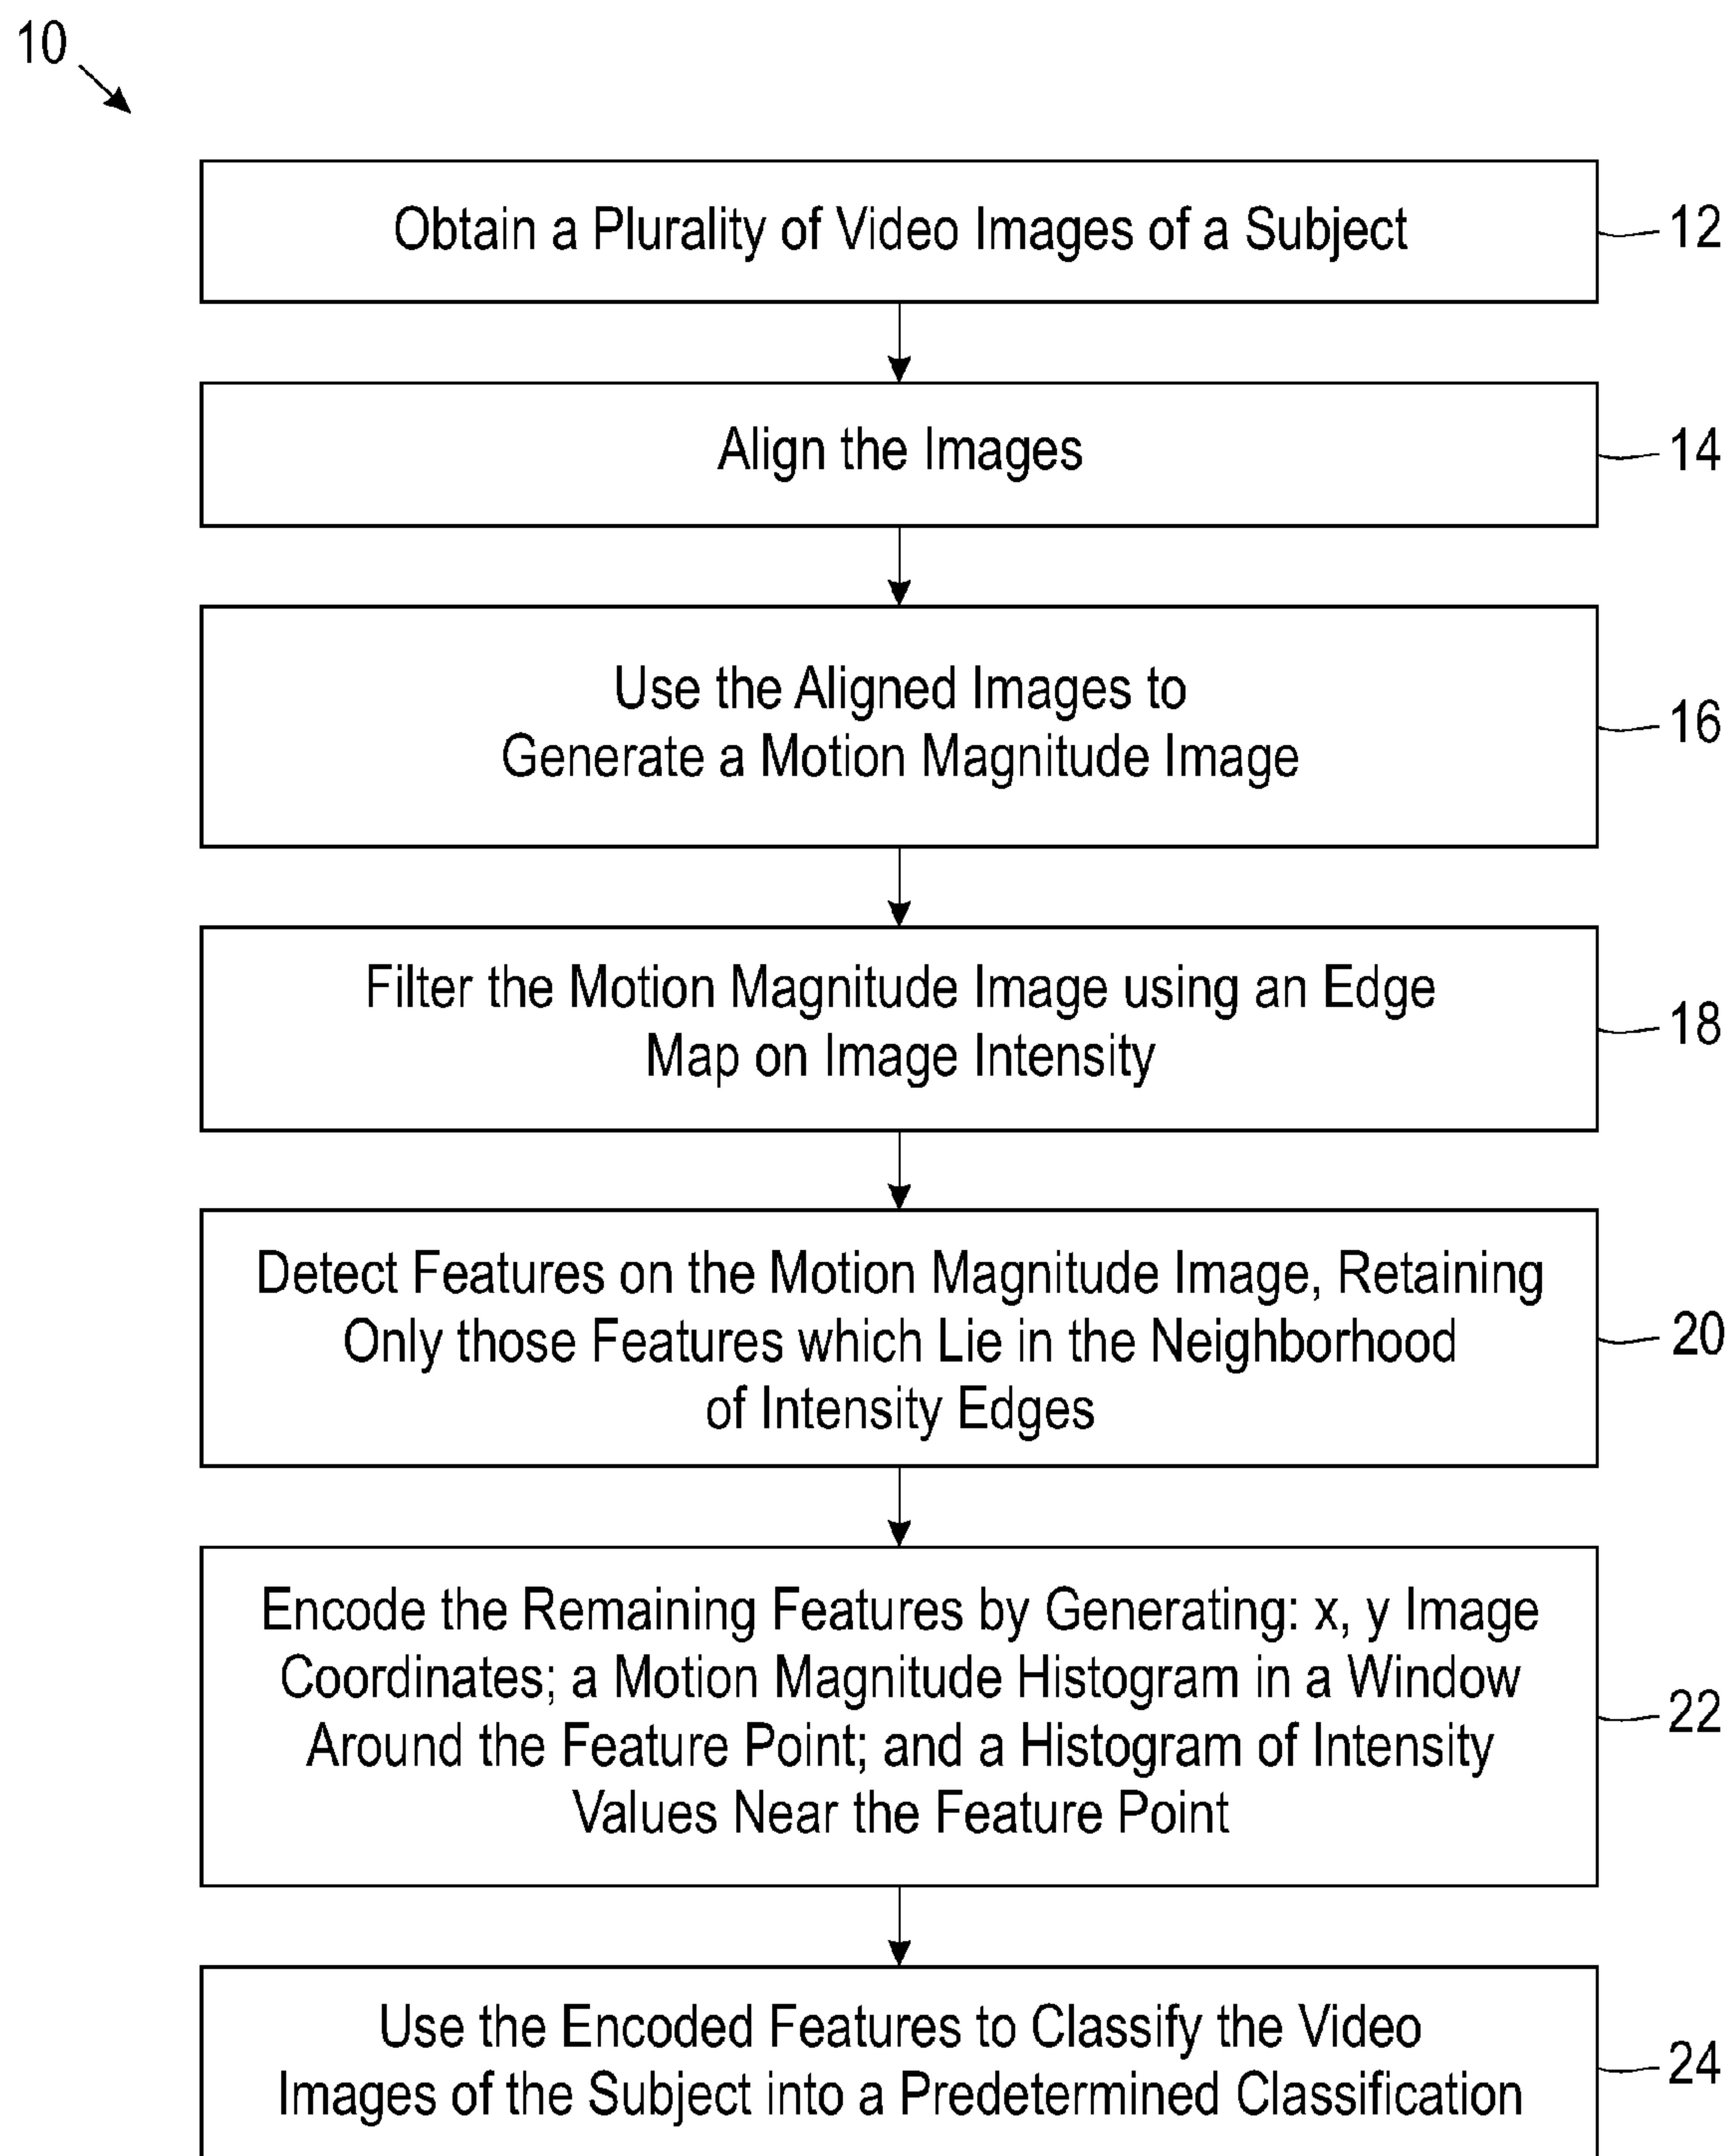 10
Obtain a Plurality of Video Images of a Subject
12
Align the Images
14
Use the Aligned Images to
Generate a Motion Magnitude Image
16
Filter the Motion Magnitude Image using an Edge
Map on Image Intensity
18
Detect Features on the Motion Magnitude Image, Retaining
Only those Features which Lie in the Neighborhood
of Intensity Edges
20
Encode the Remaining Features by Generating: x, y Image
Coordinates; a Motion Magnitude Histogram in a Window
Around the Feature Point; and a Histogram of Intensity
Values Near the Feature Point
22
Use the Encoded Features to Classify the Video
Images of the Subject into a Predetermined Classification
24